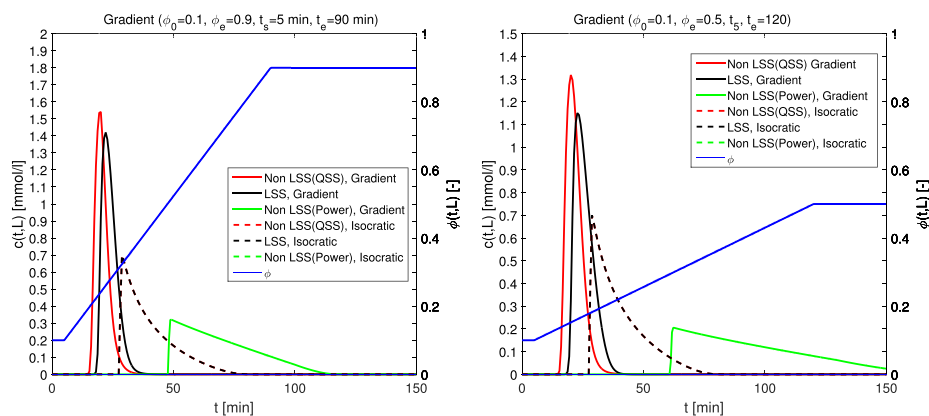 Gradient (ϕ0=0.1, ϕe=0.9, ts=5 min, te=90 min)
2
1.9
1.8
1.7
1.6
1.5
1.4
1.3
1.2
1.1
1
0.9
0.8
0.7
0.6
0.5
0.4
0.3
0.2
0.1
0
c(t,L) [mmol/l]
Non LSS(QSS), Gradient
LSS, Gradient
Non LSS(Power), Gradient
Non LSS(QSS), Isocratic
LSS, Isocratic
Non LSS(Power), Isocratic
ϕ
1
0.8
0.6
0.4
0.2
0
ϕ(t,L) [-]
0 50 100 150
t [min]
Gradient (ϕ0=0.1, ϕe=0.5, t5, te=120)
1.5
1.4
1.3
1.2
1.1
1
0.9
0.8
0.7
0.6
0.5
0.4
0.3
0.2
0.1
0
c(t,L) [mmol/l]
Non LSS(QSS) Gradient
LSS, Gradient
Non LSS(Power), Gradient
Non LSS(QSS), Isocratic
LSS, Isocratic
Non LSS(Power), Isocratic
ϕ
1
0.8
0.6
0.4
0.2
0
ϕ(t,L) [-]
0 50 100 150
t [min]